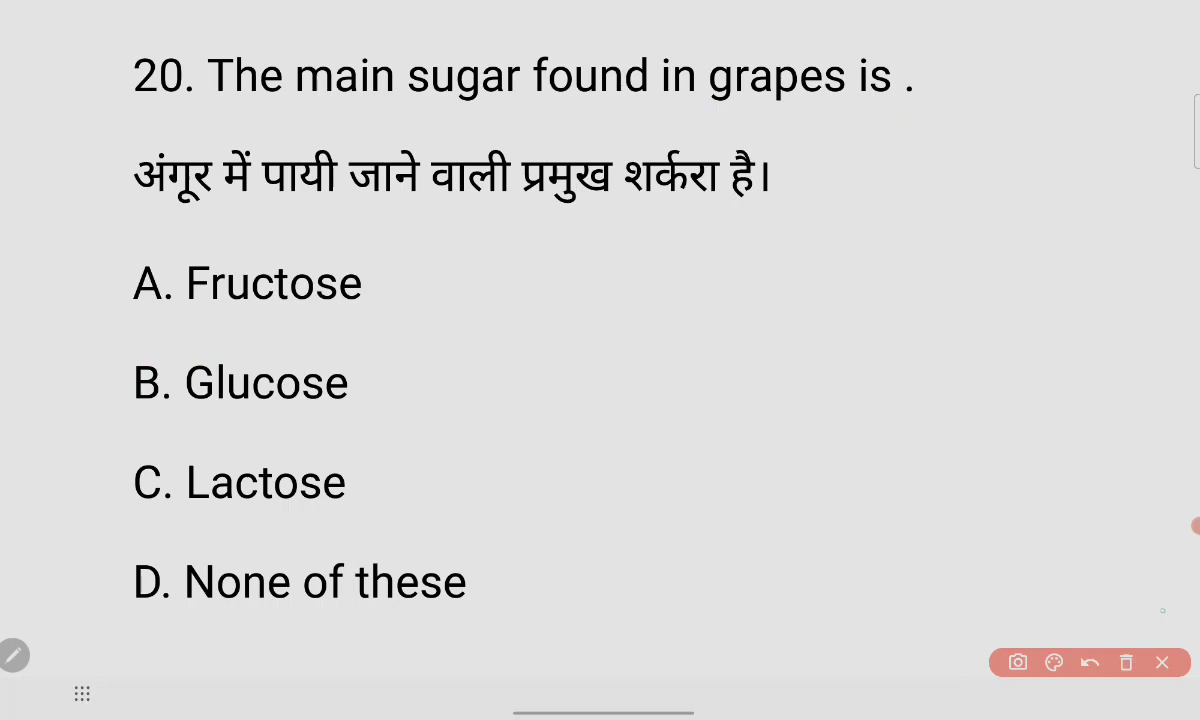 20. The main sugar found in grapes is .
अंगूर में पायी जाने वाली प्रमुख शर्करा है।
A. Fructose
B. Glucose
C. Lactose
D. None of these